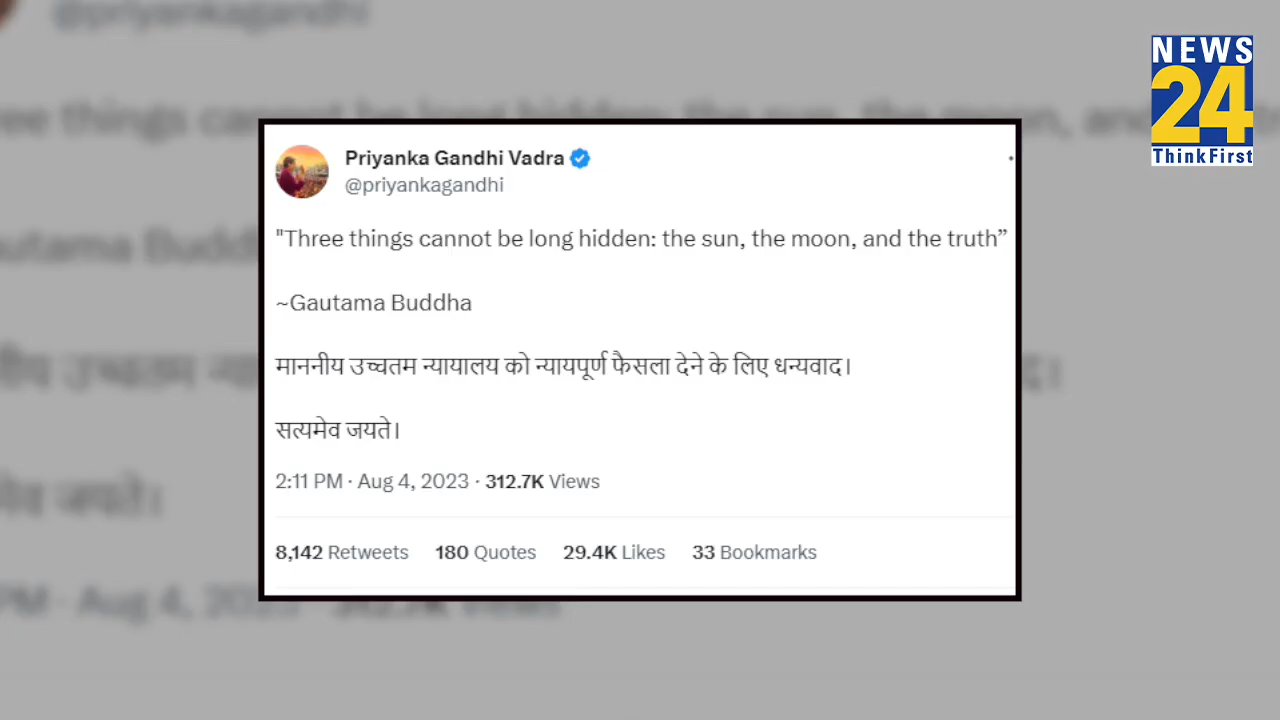 NEWS
24
ThinkFirst
Priyanka Gandhi Vadra
@priyankagandhi
"Three things cannot be long hidden: the sun, the moon, and the truth”
~Gautama Buddha
माननीय उच्चतम न्यायालय को न्यायपूर्ण फैसला देने के लिए धन्यवाद।
सत्यमेव जयते।
2:11 PM · Aug 4, 2023 · 312.7K Views
8,142 Retweets 180 Quotes 29.4K Likes 33 Bookmarks